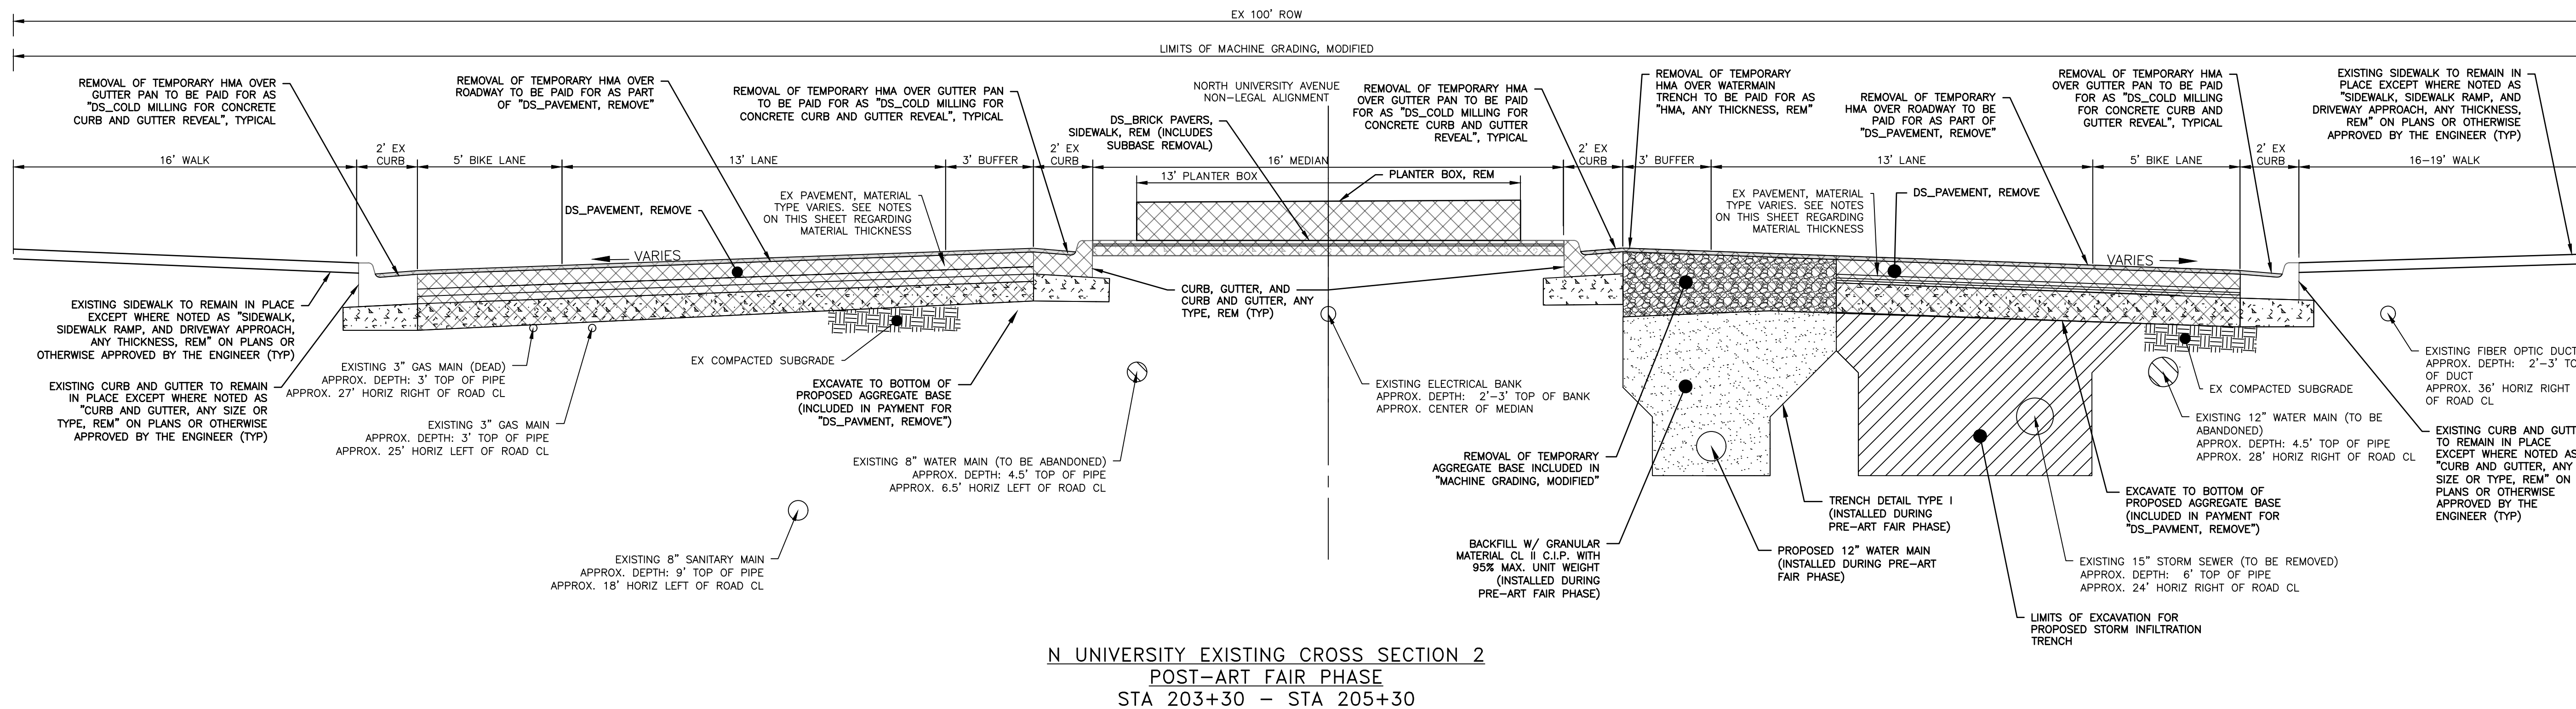 EX 100' ROW
LIMITS OF MACHINE GRADING, MODIFIED
REMOVAL OF TEMPORARY HMA OVER
GUTTER PAN TO BE PAID FOR AS
"DS_COLD MILLING FOR CONCRETE
CURB AND GUTTER REVEAL", TYPICAL
REMOVAL OF TEMPORARY HMA OVER
ROADWAY TO BE PAID FOR AS PART
OF "DS_PAVEMENT, REMOVE"
REMOVAL OF TEMPORARY HMA OVER GUTTER PAN
TO BE PAID FOR AS "DS_COLD MILLING FOR
CONCRETE CURB AND GUTTER REVEAL", TYPICAL
NORTH UNIVERSITY AVENUE
NON-LEGAL ALIGNMENT
DS_BRICK PAVERS,
SIDEWALK, REM (INCLUDES
SUBBASE REMOVAL)
REMOVAL OF TEMPORARY HMA
OVER GUTTER PAN TO BE PAID
FOR AS "DS_COLD MILLING FOR
CONCRETE CURB AND GUTTER
REVEAL", TYPICAL
REMOVAL OF TEMPORARY
HMA OVER WATERMAIN
TRENCH TO BE PAID FOR AS
"HMA, ANY THICKNESS, REM"
REMOVAL OF TEMPORARY
HMA OVER ROADWAY TO BE
PAID FOR AS PART OF
"DS_PAVEMENT, REMOVE"
REMOVAL OF TEMPORARY HMA
OVER GUTTER PAN TO BE PAID
FOR AS "DS_COLD MILLING
FOR CONCRETE CURB AND
GUTTER REVEAL", TYPICAL
EXISTING SIDEWALK TO REMAIN IN
PLACE EXCEPT WHERE NOTED AS
"SIDEWALK, SIDEWALK RAMP, AND
DRIVEWAY APPROACH, ANY THICKNESS,
REM" ON PLANS OR OTHERWISE
APPROVED BY THE ENGINEER (TYP)
16' WALK
2' EX
CURB
5' BIKE LANE
13' LANE
3' BUFFER
2' EX
CURB
16' MEDIAN
2' EX
CURB
3' BUFFER
13' LANE
5' BIKE LANE
2' EX
CURB
16-19' WALK
13' PLANTER BOX
PLANTER BOX, REM
DS_PAVEMENT, REMOVE
EX PAVEMENT, MATERIAL
TYPE VARIES. SEE NOTES
ON THIS SHEET REGARDING
MATERIAL THICKNESS
EX PAVEMENT, MATERIAL
TYPE VARIES. SEE NOTES
ON THIS SHEET REGARDING
MATERIAL THICKNESS
DS_PAVEMENT, REMOVE
VARIES
VARIES
EXISTING SIDEWALK TO REMAIN IN PLACE
EXCEPT WHERE NOTED AS "SIDEWALK,
SIDEWALK RAMP, AND DRIVEWAY APPROACH,
ANY THICKNESS, REM" ON PLANS OR
OTHERWISE APPROVED BY THE ENGINEER (TYP)
EXISTING CURB AND GUTTER TO REMAIN
IN PLACE EXCEPT WHERE NOTED AS
"CURB AND GUTTER, ANY SIZE OR
TYPE, REM" ON PLANS OR OTHERWISE
APPROVED BY THE ENGINEER (TYP)
EXISTING 3" GAS MAIN (DEAD)
APPROX. DEPTH: 3' TOP OF PIPE
APPROX. 27' HORIZ RIGHT OF ROAD CL
EXISTING 3" GAS MAIN
APPROX. DEPTH: 3' TOP OF PIPE
APPROX. 25' HORIZ LEFT OF ROAD CL
EX COMPACTED SUBGRADE
EXCAVATE TO BOTTOM OF
PROPOSED AGGREGATE BASE
(INCLUDED IN PAYMENT FOR
"DS_PAVMENT, REMOVE")
CURB, GUTTER, AND
CURB AND GUTTER, ANY
TYPE, REM (TYP)
EXISTING ELECTRICAL BANK
APPROX. DEPTH: 2'-3' TOP OF BANK
APPROX. CENTER OF MEDIAN
EXISTING 8" WATER MAIN (TO BE ABANDONED)
APPROX. DEPTH: 4.5' TOP OF PIPE
APPROX. 6.5' HORIZ LEFT OF ROAD CL
EXISTING 8" SANITARY MAIN
APPROX. DEPTH: 9' TOP OF PIPE
APPROX. 18' HORIZ LEFT OF ROAD CL
REMOVAL OF TEMPORARY
AGGREGATE BASE INCLUDED IN
"MACHINE GRADING, MODIFIED"
BACKFILL W/ GRANULAR
MATERIAL CL II C.I.P. WITH
95% MAX. UNIT WEIGHT
(INSTALLED DURING
PRE-ART FAIR PHASE)
TRENCH DETAIL TYPE I
(INSTALLED DURING
PRE-ART FAIR PHASE)
PROPOSED 12" WATER MAIN
(INSTALLED DURING PRE-ART
FAIR PHASE)
EXISTING FIBER OPTIC DUCT
APPROX. DEPTH: 2'-3' TO
OF DUCT
APPROX. 36' HORIZ RIGHT
OF ROAD CL
EX COMPACTED SUBGRADE
EXISTING 12" WATER MAIN (TO BE
ABANDONED)
APPROX. DEPTH: 4.5' TOP OF PIPE
APPROX. 28' HORIZ RIGHT OF ROAD CL
EXISTING CURB AND GUTT
TO REMAIN IN PLACE
EXCEPT WHERE NOTED AS
"CURB AND GUTTER, ANY
SIZE OR TYPE, REM" ON
PLANS OR OTHERWISE
APPROVED BY THE
ENGINEER (TYP)
EXCAVATE TO BOTTOM OF
PROPOSED AGGREGATE BASE
(INCLUDED IN PAYMENT FOR
"DS_PAVMENT, REMOVE")
EXISTING 15" STORM SEWER (TO BE REMOVED)
APPROX. DEPTH: 6' TOP OF PIPE
APPROX. 24' HORIZ RIGHT OF ROAD CL
LIMITS OF EXCAVATION FOR
PROPOSED STORM INFILTRATION
TRENCH
N UNIVERSITY EXISTING CROSS SECTION 2
POST-ART FAIR PHASE
STA 203+30 - STA 205+30